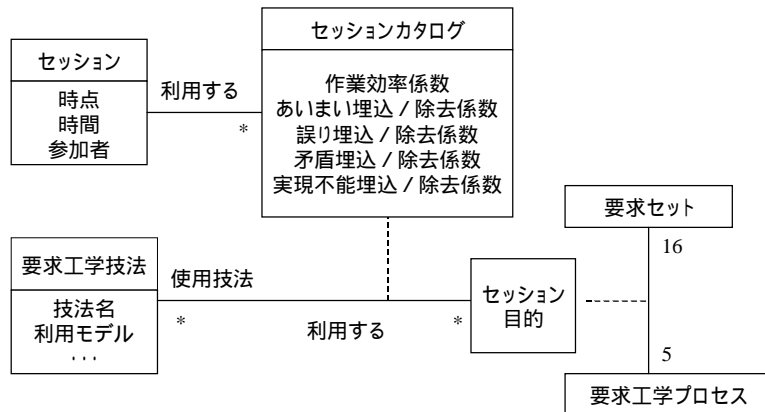 セッションカタログ
作業効率係数
あいまい埋込 / 除去係数
誤り埋込 / 除去係数
矛盾埋込 / 除去係数
実現不能埋込 / 除去係数
セッション
時点
時間
参加者
利用する
*
要求セット
16
要求工学技法
技法名
利用モデル
・・・
使用技法
*
利用する
*
セッション
目的
5
要求工学プロセス